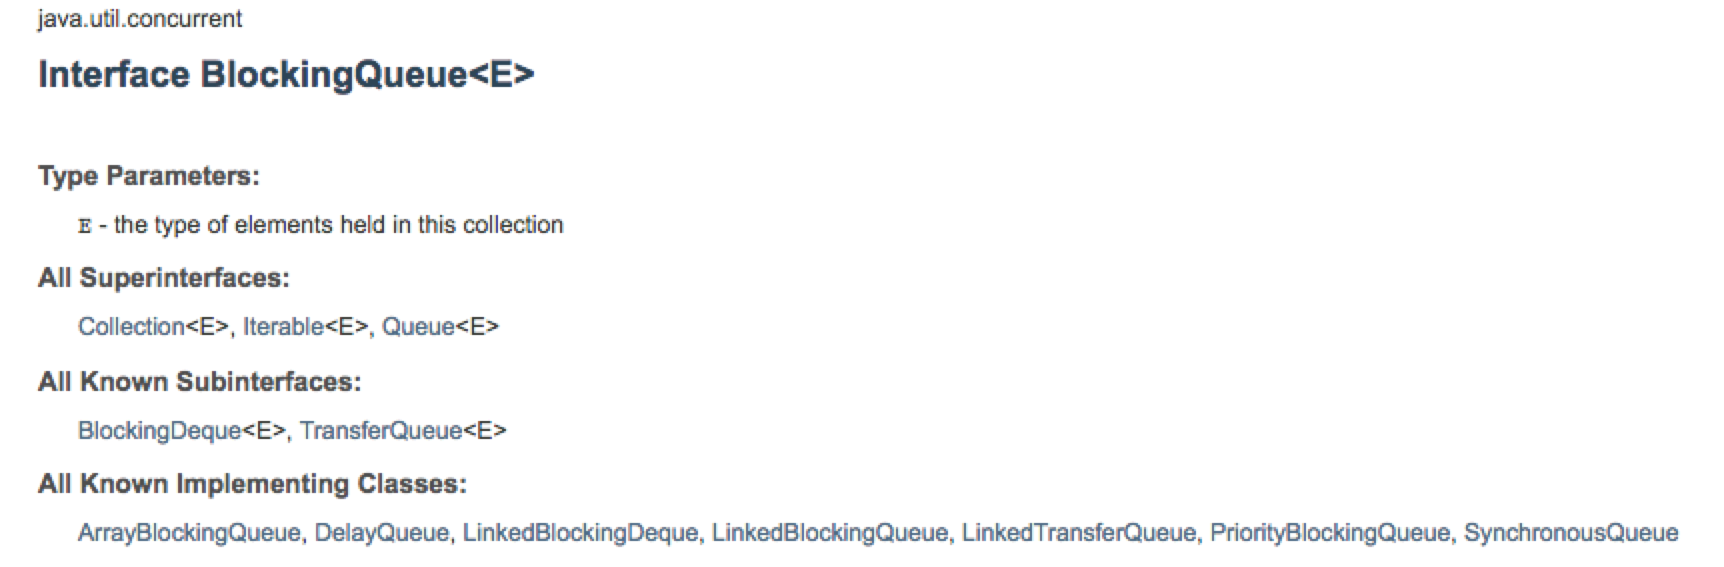 java.util.concurrent
Interface BlockingQueue<E>
Type Parameters:
E - the type of elements held in this collection
All Superinterfaces:
Collection<E>, Iterable<E>, Queue<E>
All Known Subinterfaces:
BlockingDeque<E>, TransferQueue<E>
All Known Implementing Classes:
ArrayBlockingQueue, DelayQueue, LinkedBlockingDeque, LinkedBlockingQueue, LinkedTransferQueue, PriorityBlockingQueue, SynchronousQueue